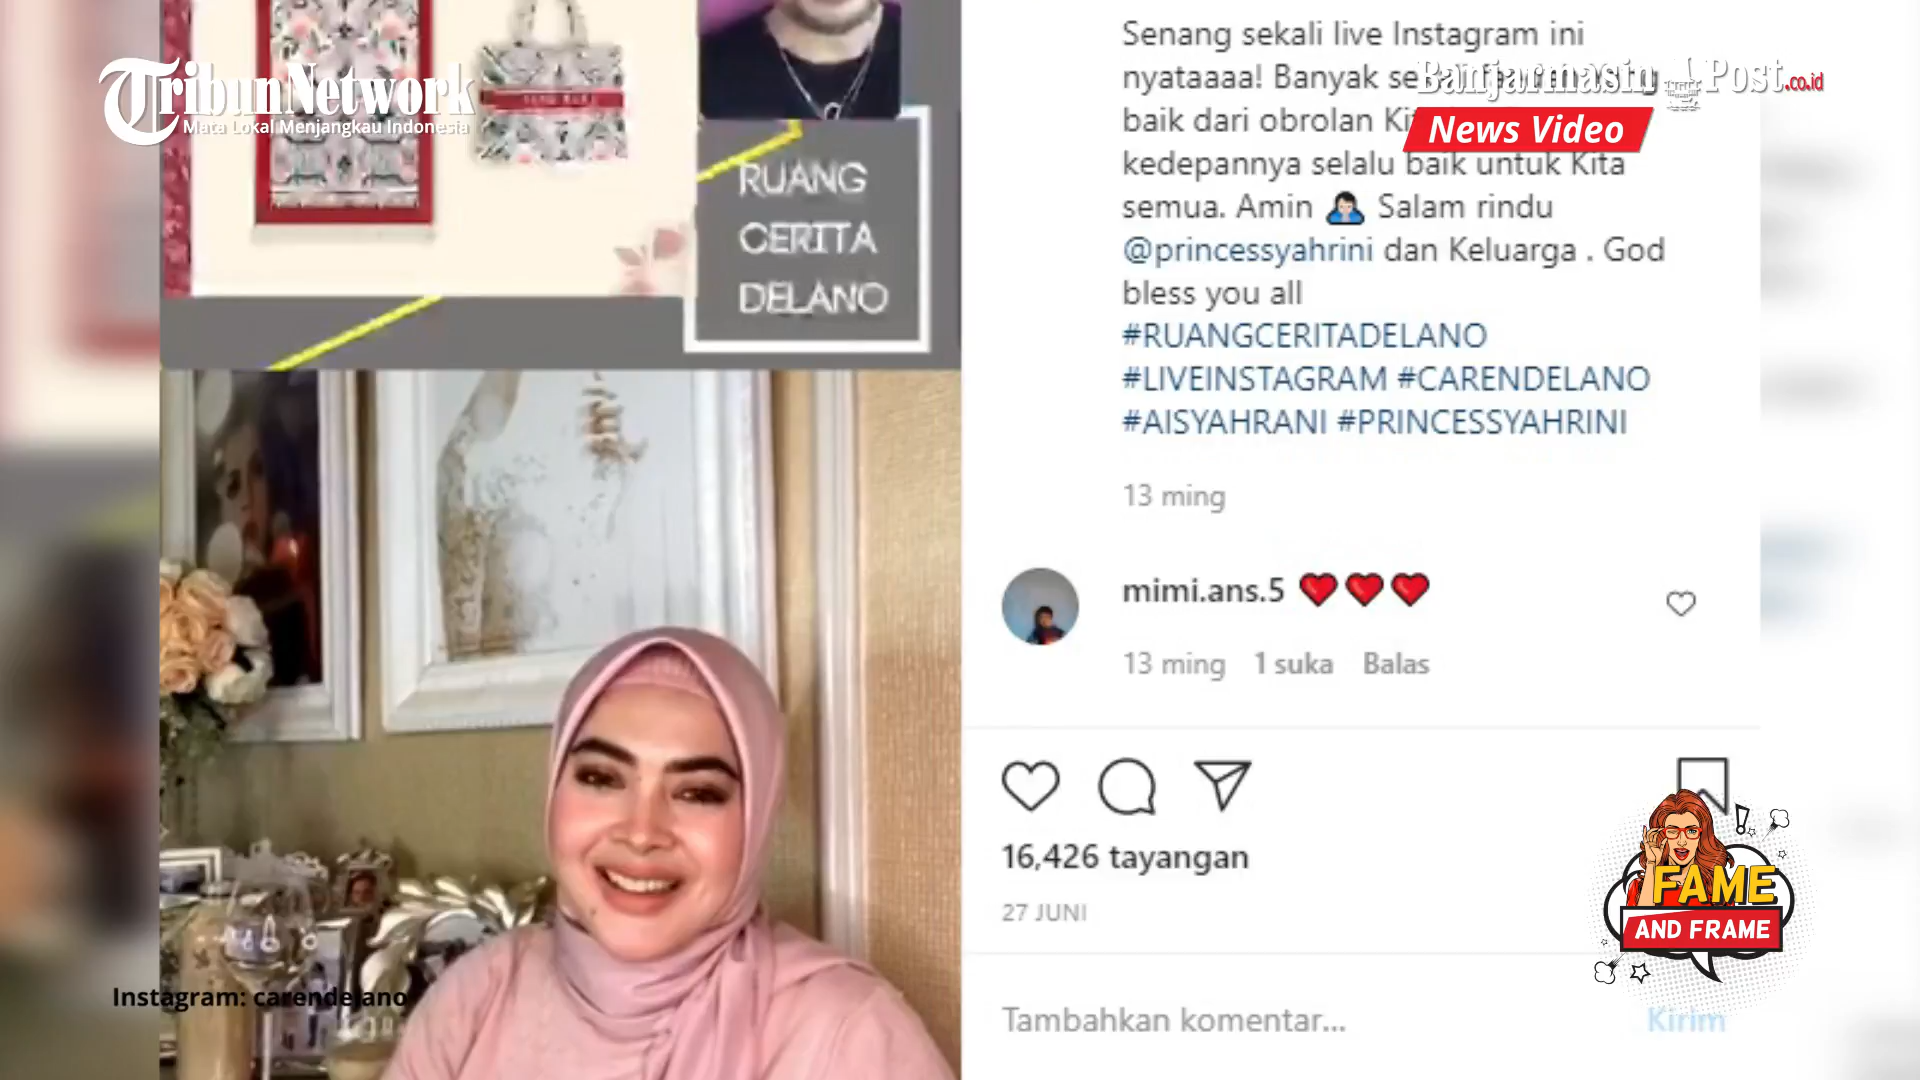 TribunNetwork
Mata Lokal Menjangkau Indonesia
RUANG
CERITA
DELANO
Instagram: carendelano
Senang sekali live Instagram ini
nyataaaa! Banyak
baik dari obrolan
kedepannya selalu baik untuk Kita
semua. Amin 🙇🏻‍♂️ Salam rindu
@princessyahrini dan Keluarga . God
bless you all
#RUANGCERITADELANO
#LIVEINSTAGRAM #CARENDELANO
#AISYAHRANI #PRINCESSYAHRINI
13 ming
mimi.ans.5 ❤️❤️❤️
13 ming 1 suka Balas
16,426 tayangan
27 JUNI
Tambahkan komentar...
Kirim
Banjarmasin Post.co.id
News Video
FAME
AND FRAME